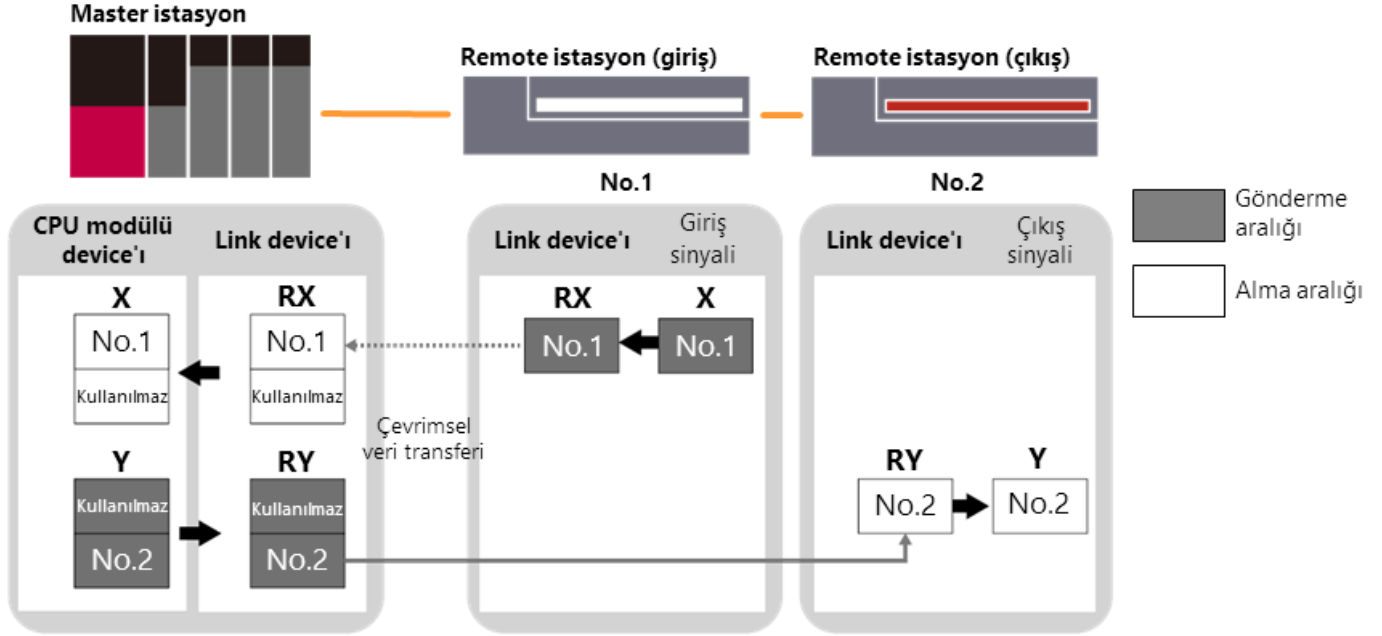 Master istasyon
Remote istasyon (giriş)
Remote istasyon (çıkış)
No.1
No.2
CPU modülü
device'ı
Link device'ı
Link device'ı
Giriş
sinyali
Link device'ı
Çıkış
sinyali
Gönderme
aralığı
Alma aralığı
X
No.1
Kullanılmaz
RX
No.1
Kullanılmaz
RX
No.1
X
No.1
Çevrimsel
veri transferi
Y
Kullanılmaz
No.2
RY
Kullanılmaz
No.2
RY
No.2
Y
No.2